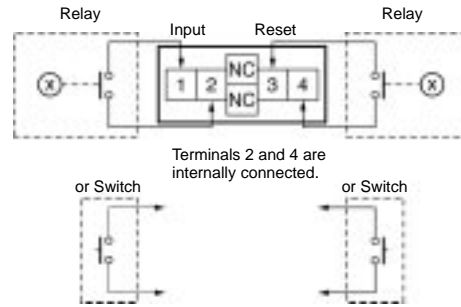 Relay
Relay
Input
Reset
X
1
2
NC
NC
3
4
X
Terminals 2 and 4 are
internally connected.
or Switch
or Switch